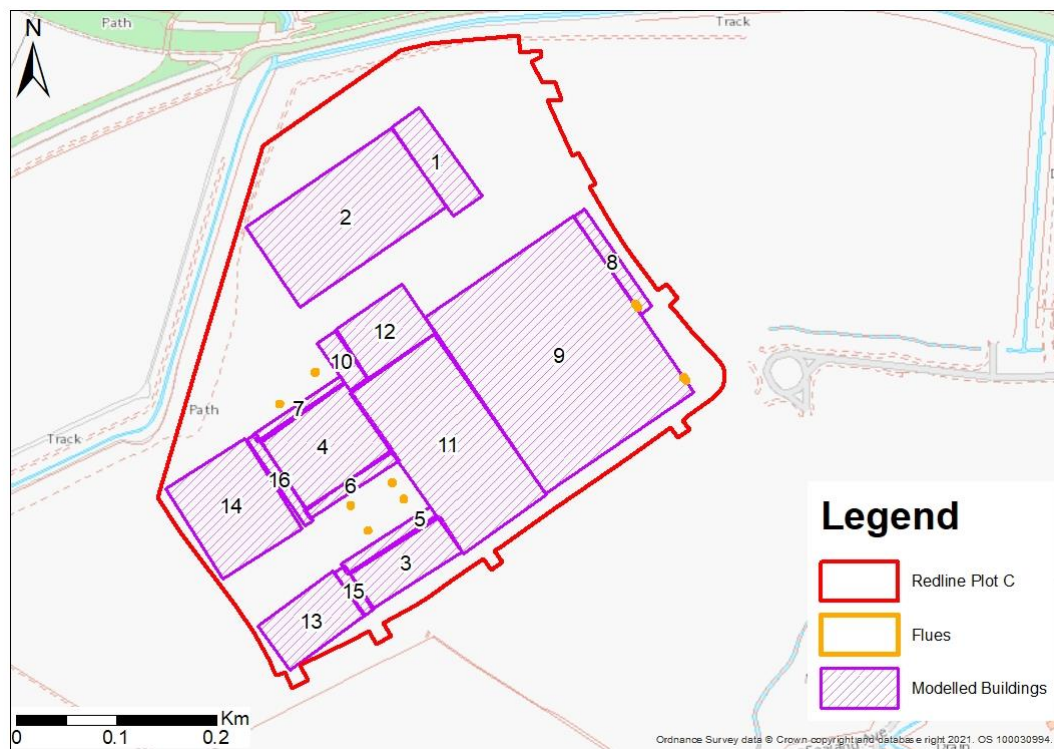 Path
Track
N
1
2
8
12
9
10
Path
7
Track
4
11
16
6
14
5
3
15
13
Legend
Redline Plot C
Flues
Modelled Buildings
Km
0 0.1 0.2
Ordnance Survey data © Crown copyright and database right 2021. OS 100030994.